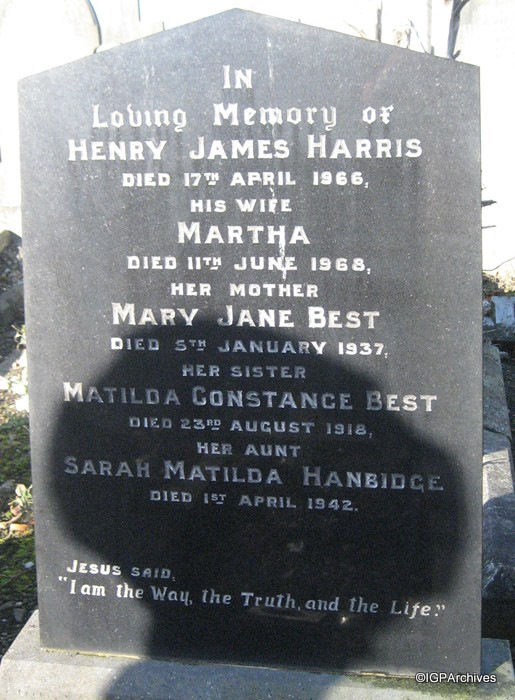 IN
Loving Memory of
HENRY JAMES HARRIS
DIED 17TH APRIL 1966,
HIS WIFE
MARTHA
DIED 11TH JUNE 1968,
HER MOTHER
MARY JANE BEST
DIED 5TH JANUARY 1937,
HER SISTER
MATILDA CONSTANCE BEST
DIED 23RD AUGUST 1918,
HER AUNT
SARAH MATILDA HANBIDGE
DIED 1ST APRIL 1942.
JESUS SAID,
"I am the Way, the Truth, and the Life."
©IGPArchives